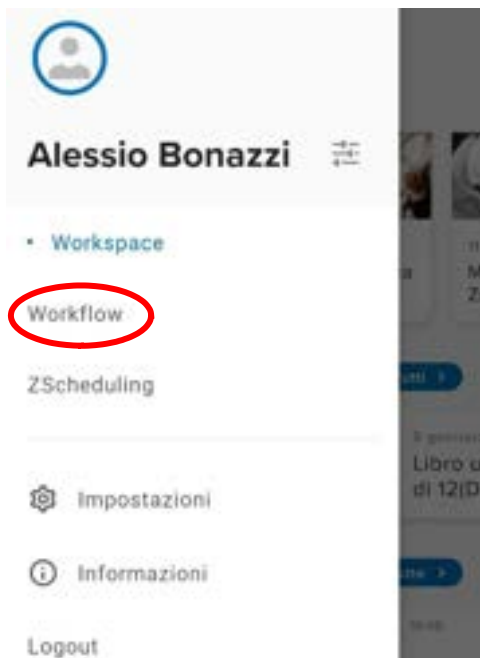 Alessio Bonazzi
• Workspace
Workflow
ZScheduling
Impostazioni
Informazioni
Logout
Libro u
di 12(D